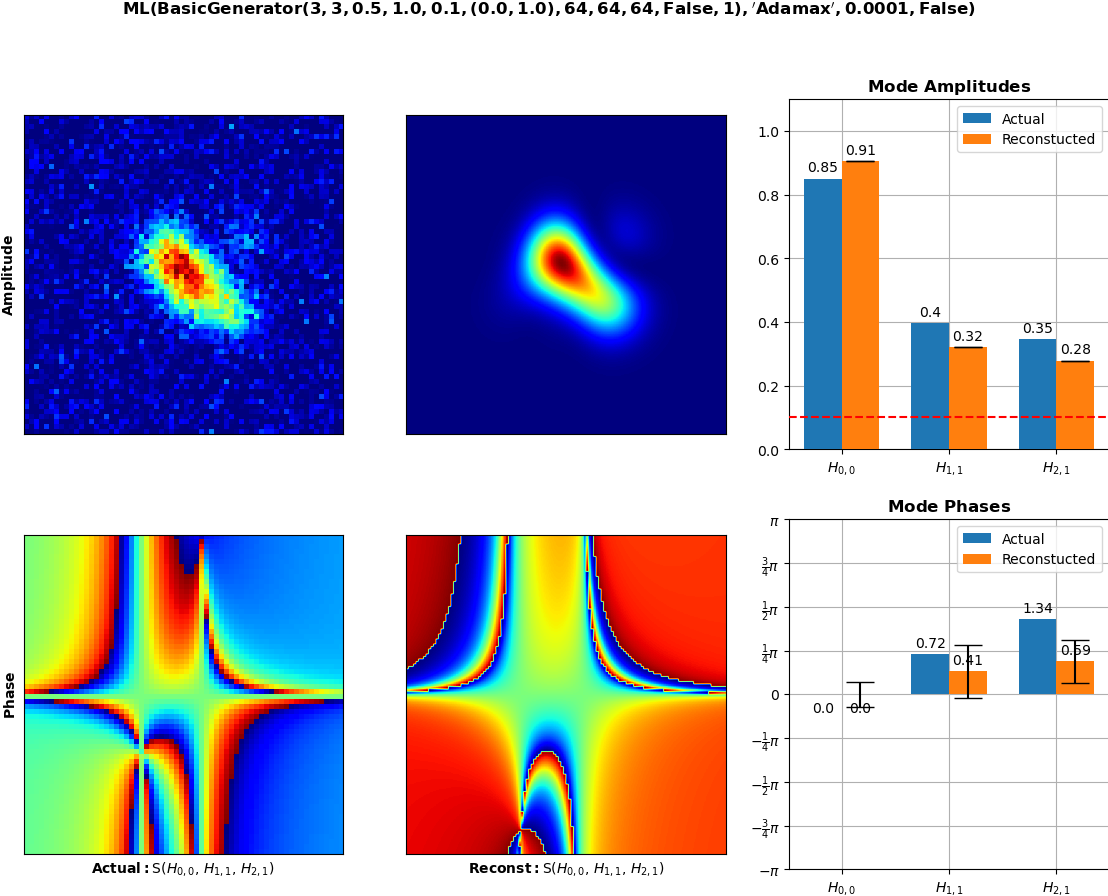 ML(BasicGenerator(3, 3, 0.5, 1.0, 0.1, (0.0, 1.0), 64, 64, 64, False, 1), ′Adamax′, 0.0001, False)
Amplitude
Mode Amplitudes
Actual
Reconstucted
1.0
0.8
0.6
0.4
0.2
0.0
0.85
0.91
0.4
0.32
0.35
0.28
H0,0
H1,1
H2,1
Phase
Actual: S(H0,0, H1,1, H2,1)
Reconst: S(H0,0, H1,1, H2,1)
Mode Phases
Actual
Reconstucted
π
3/4π
1/2π
1/4π
0
−1/4π
−1/2π
−3/4π
−π
0.0
0.0
0.72
0.41
1.34
0.59
H0,0
H1,1
H2,1